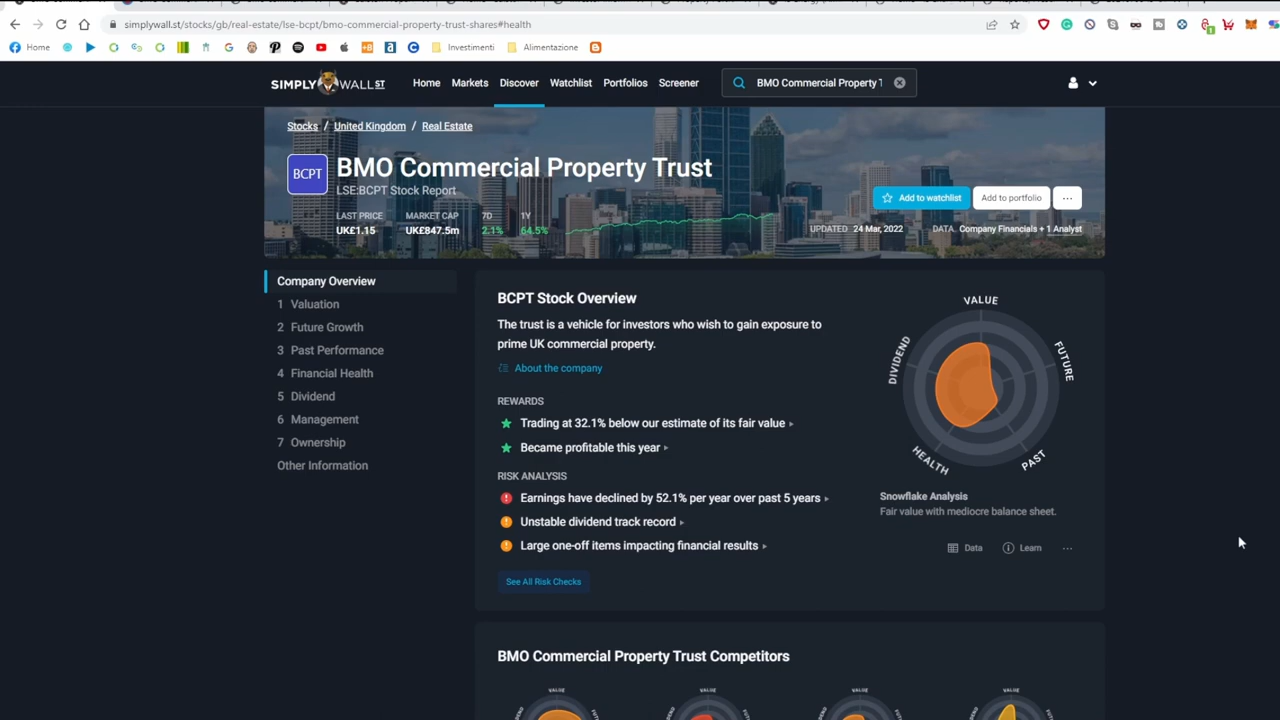 simplywall.st/stocks/gb/real-estate/lse-bcpt/bmo-commercial-property-trust-shares#health
Home
Investimenti
Alimentazione
SIMPLY WALL ST
Home Markets Discover Watchlist Portfolios Screener
BMO Commercial Property T
Stocks / United Kingdom / Real Estate
BCPT
BMO Commercial Property Trust
LSE:BCPT Stock Report
Add to watchlist
Add to portfolio
...
LAST PRICE MARKET CAP 7D 1Y
UK£1.15 UK£847.5m 2.1% 64.5%
UPDATED 24 Mar, 2022 DATA. Company Financials + 1 Analyst
Company Overview
1 Valuation
2 Future Growth
3 Past Performance
4 Financial Health
5 Dividend
6 Management
7 Ownership
Other Information
BCPT Stock Overview
The trust is a vehicle for investors who wish to gain exposure to
prime UK commercial property.
About the company
REWARDS
Trading at 32.1% below our estimate of its fair value
Became profitable this year
RISK ANALYSIS
Earnings have declined by 52.1% per year over past 5 years
Unstable dividend track record
Large one-off items impacting financial results
See All Risk Checks
VALUE
FUTURE
PAST
HEALTH
DIVIDEND
Snowflake Analysis
Fair value with mediocre balance sheet.
Data Learn ...
BMO Commercial Property Trust Competitors
VALUE VALUE VALUE VALUE